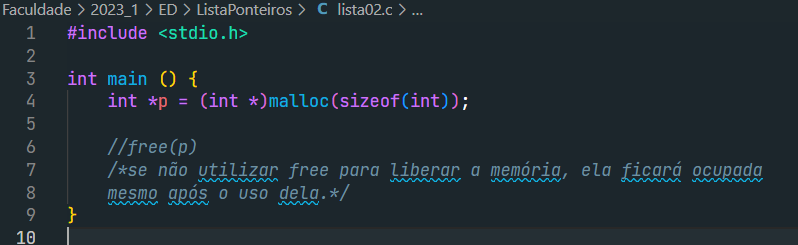 Faculdade > 2023_1 > ED > ListaPonteiros > C lista02.c > ...
1 #include <stdio.h>
2
3 int main () {
4 int *p = (int *)malloc(sizeof(int));
5
6 //free(p)
7 /*se não utilizar free para liberar a memória, ela ficará ocupada
8 mesmo após o uso dela.*/
9 }
10